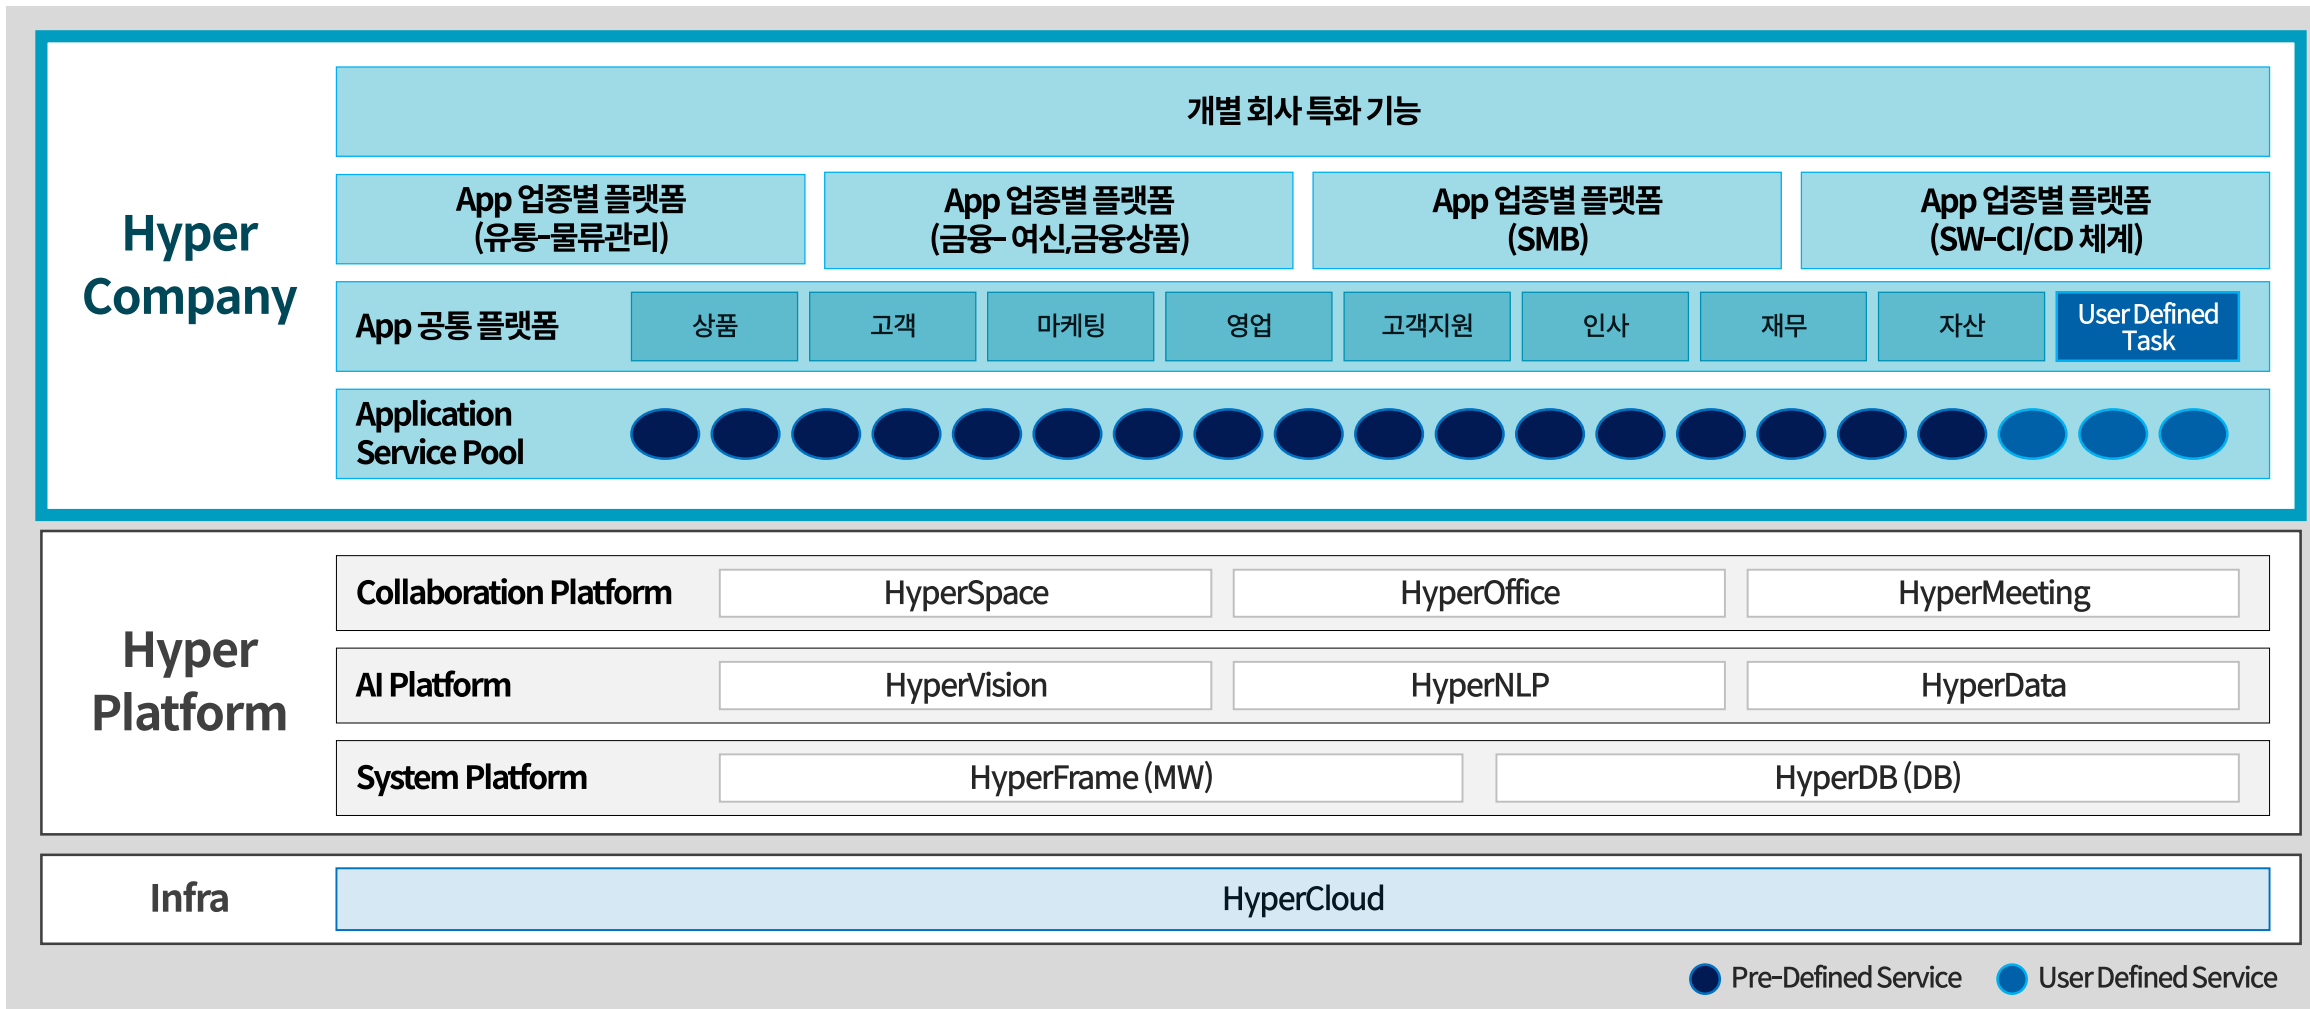 Hyper
Company
개별 회사 특화 기능
App 업종별 플랫폼
(유통-물류관리)
App 업종별 플랫폼
(금융- 여신,금융상품)
App 업종별 플랫폼
(SMB)
App 업종별 플랫폼
(SW-CI/CD 체계)
App 공통 플랫폼
상품
고객
마케팅
영업
고객지원
인사
재무
자산
User Defined
Task
Application
Service Pool
Hyper
Platform
Collaboration Platform
HyperSpace
HyperOffice
HyperMeeting
AI Platform
HyperVision
HyperNLP
HyperData
System Platform
HyperFrame (MW)
HyperDB (DB)
Infra
HyperCloud
Pre-Defined Service
User Defined Service